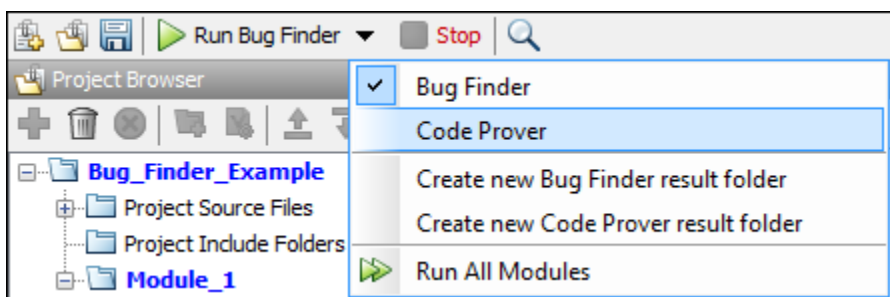 Run Bug Finder
Stop
Project Browser
Bug Finder
Code Prover
Bug_Finder_Example
Create new Bug Finder result folder
Project Source Files
Create new Code Prover result folder
Project Include Folders
Module_1
Run All Modules